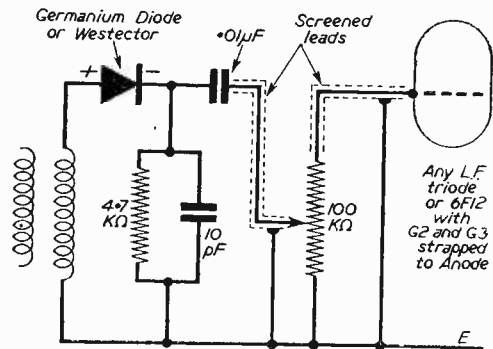 Germanium Diode
or Westector
·01µF
Screened
leads
+
-
4·7
KΩ
10
pF
100
KΩ
Any L.F.
triode
or 6F12
with
G2 and G3
strapped
to Anode
E